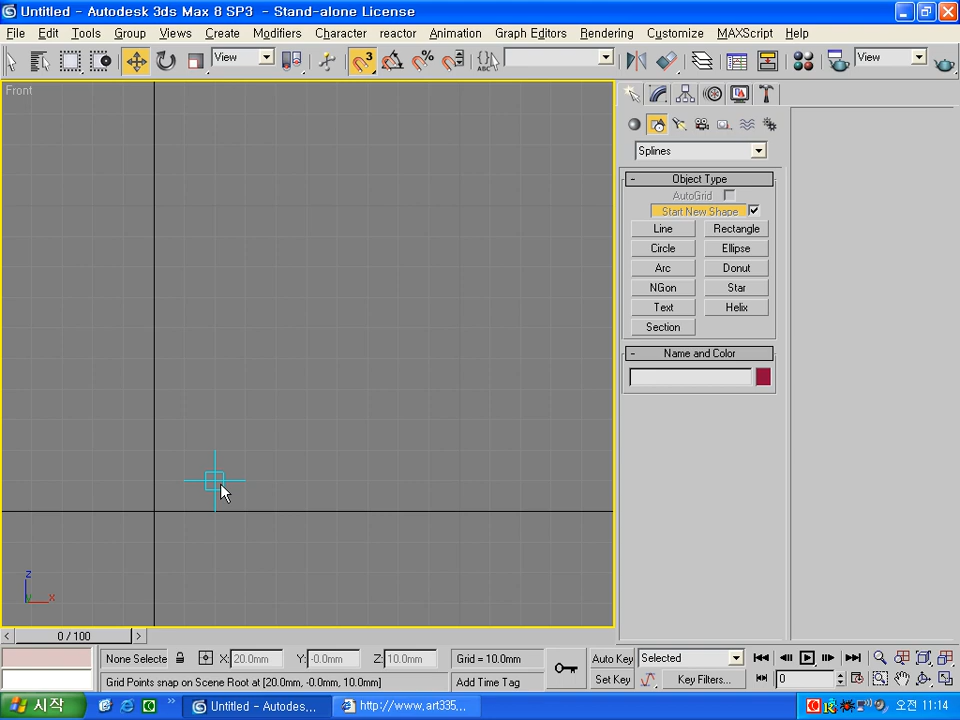 Untitled - Autodesk 3ds Max 8 SP3 - Stand-alone License
File Edit Tools Group Views Create Modifiers Character reactor Animation Graph Editors Rendering Customize MAXScript Help
View 3 % View
Front
Splines
- Object Type
AutoGrid
Start New Shape
Line Rectangle
Circle Ellipse
Arc Donut
NGon Star
Text Helix
Section
- Name and Color
z
y x
< 0 / 100 >
None Selecte X: 20.0mm Y: -0.0mm Z: 10.0mm Grid = 10.0mm Auto Key Selected
Grid Points snap on Scene Root at [20.0mm, -0.0mm, 10.0mm] Add Time Tag Set Key Key Filters... 0
시작 » Untitled - Autodes... http://www.art335... 오전 11:14